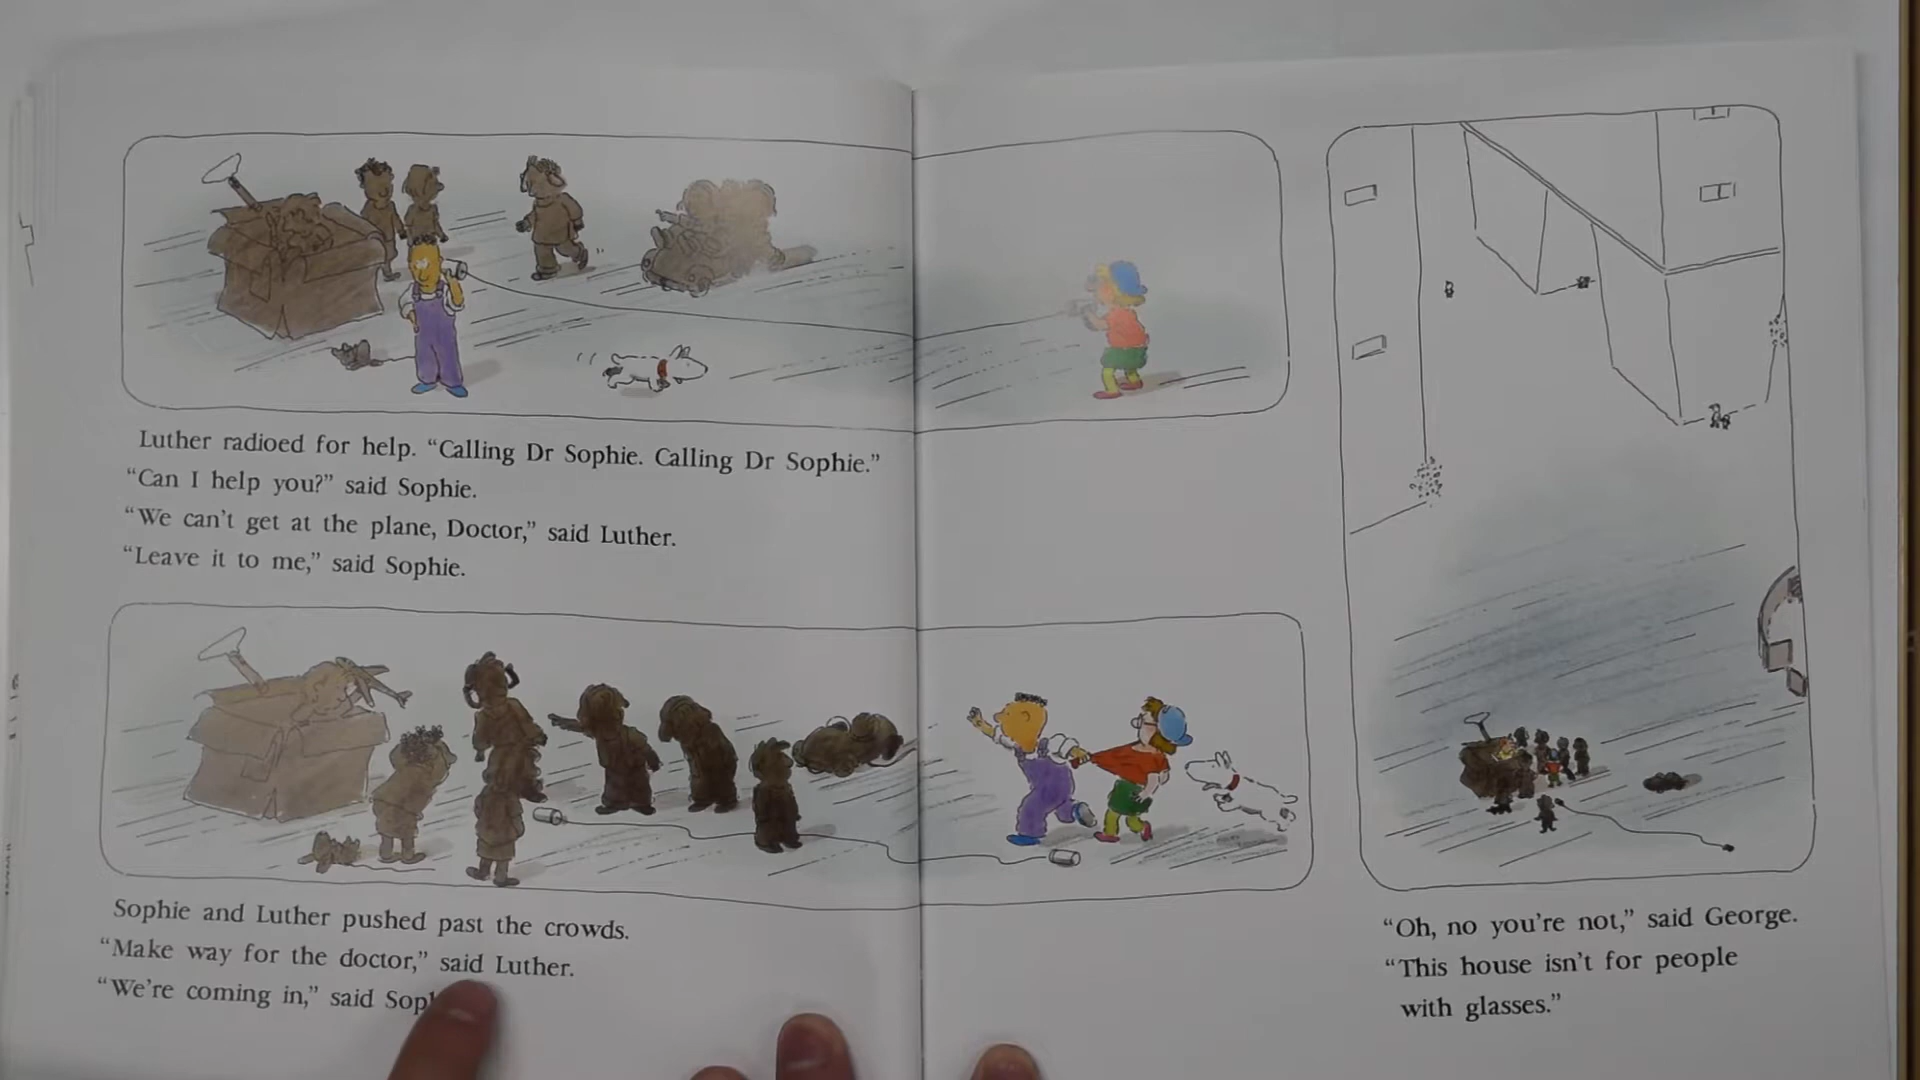 Luther radioed for help. “Calling Dr Sophie. Calling Dr Sophie.”
“Can I help you?” said Sophie.
“We can’t get at the plane, Doctor,” said Luther.
“Leave it to me,” said Sophie.
Sophie and Luther pushed past the crowds.
“Make way for the doctor,” said Luther.
“We’re coming in,” said
“Oh, no you’re not,” said George.
“This house isn’t for people
with glasses.”